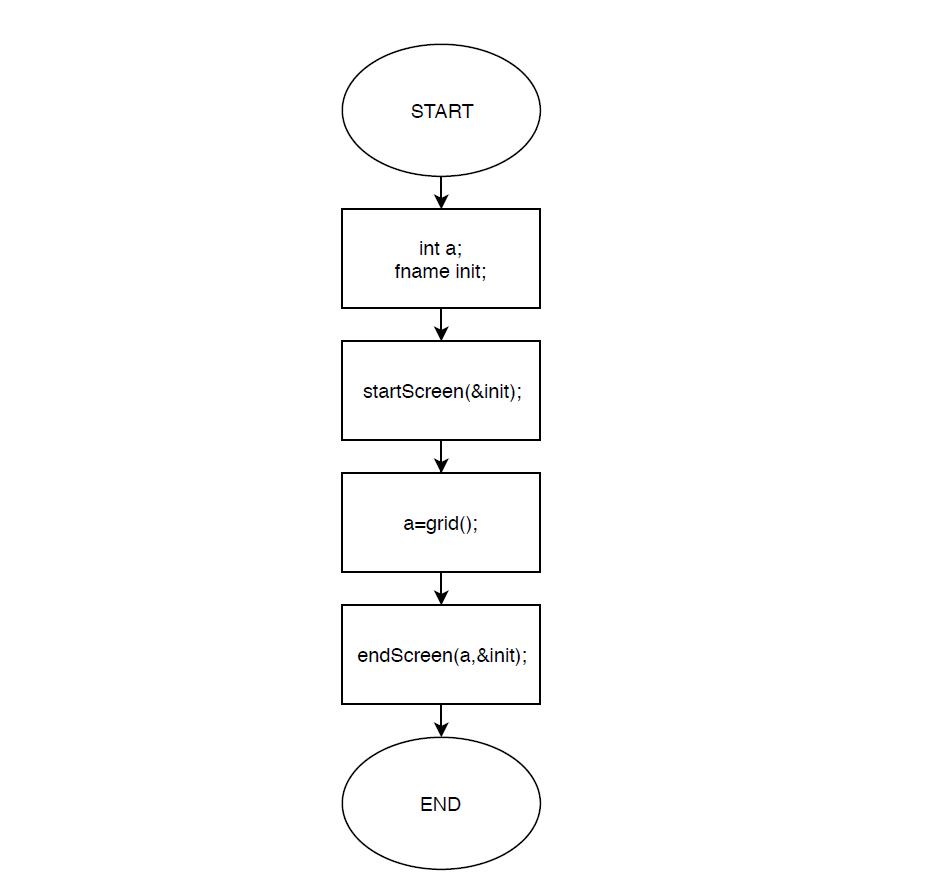 START
int a;
fname init;
startScreen(&init);
a=grid();
endScreen(a,&init);
END